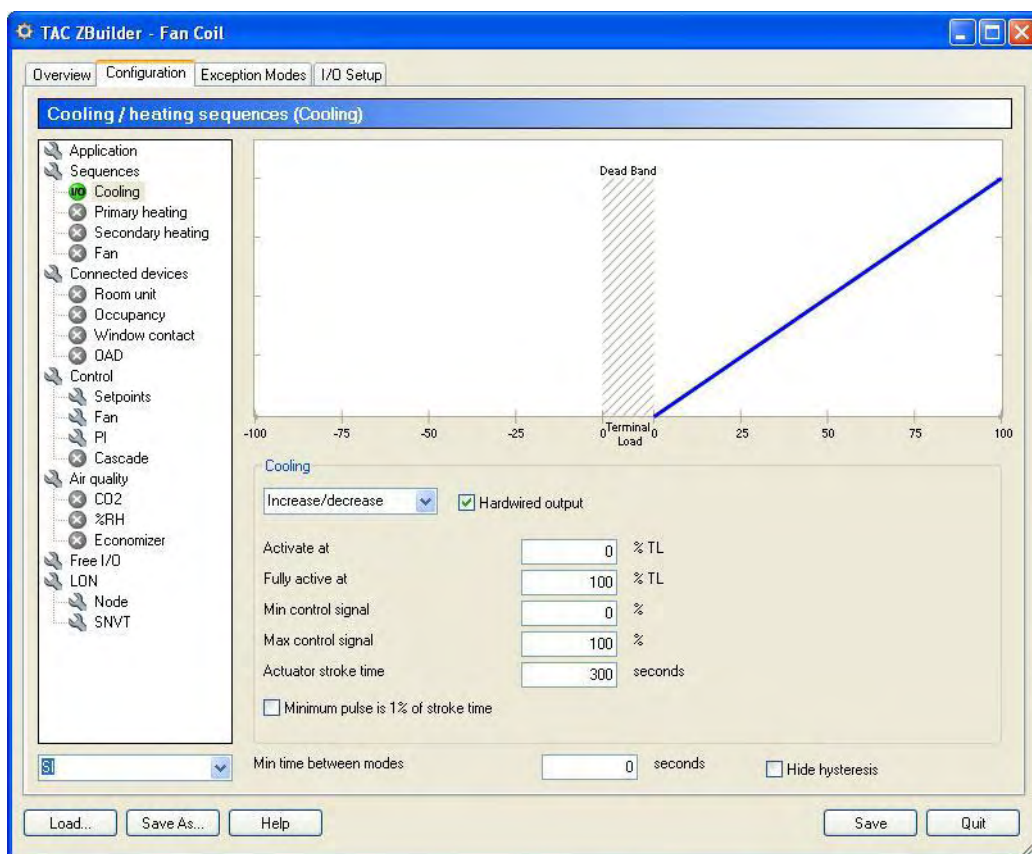 TAC ZBuilder - Fan Coil
Overview Configuration Exception Modes I/O Setup
Cooling / heating sequences (Cooling)
Application
Sequences
I/O Cooling
Primary heating
Secondary heating
Fan
Connected devices
Room unit
Occupancy
Window contact
OAD
Control
Setpoints
Fan
PI
Cascade
Air quality
CO2
%RH
Economizer
Free I/O
LON
Node
SNVT
SI
Dead Band
-100 -75 -50 -25 0 Terminal Load 0 25 50 75 100
Cooling
Increase/decrease Hardwired output
Activate at 0 % TL
Fully active at 100 % TL
Min control signal 0 %
Max control signal 100 %
Actuator stroke time 300 seconds
Minimum pulse is 1% of stroke time
Min time between modes 0 seconds Hide hysteresis
Load... Save As... Help Save Quit